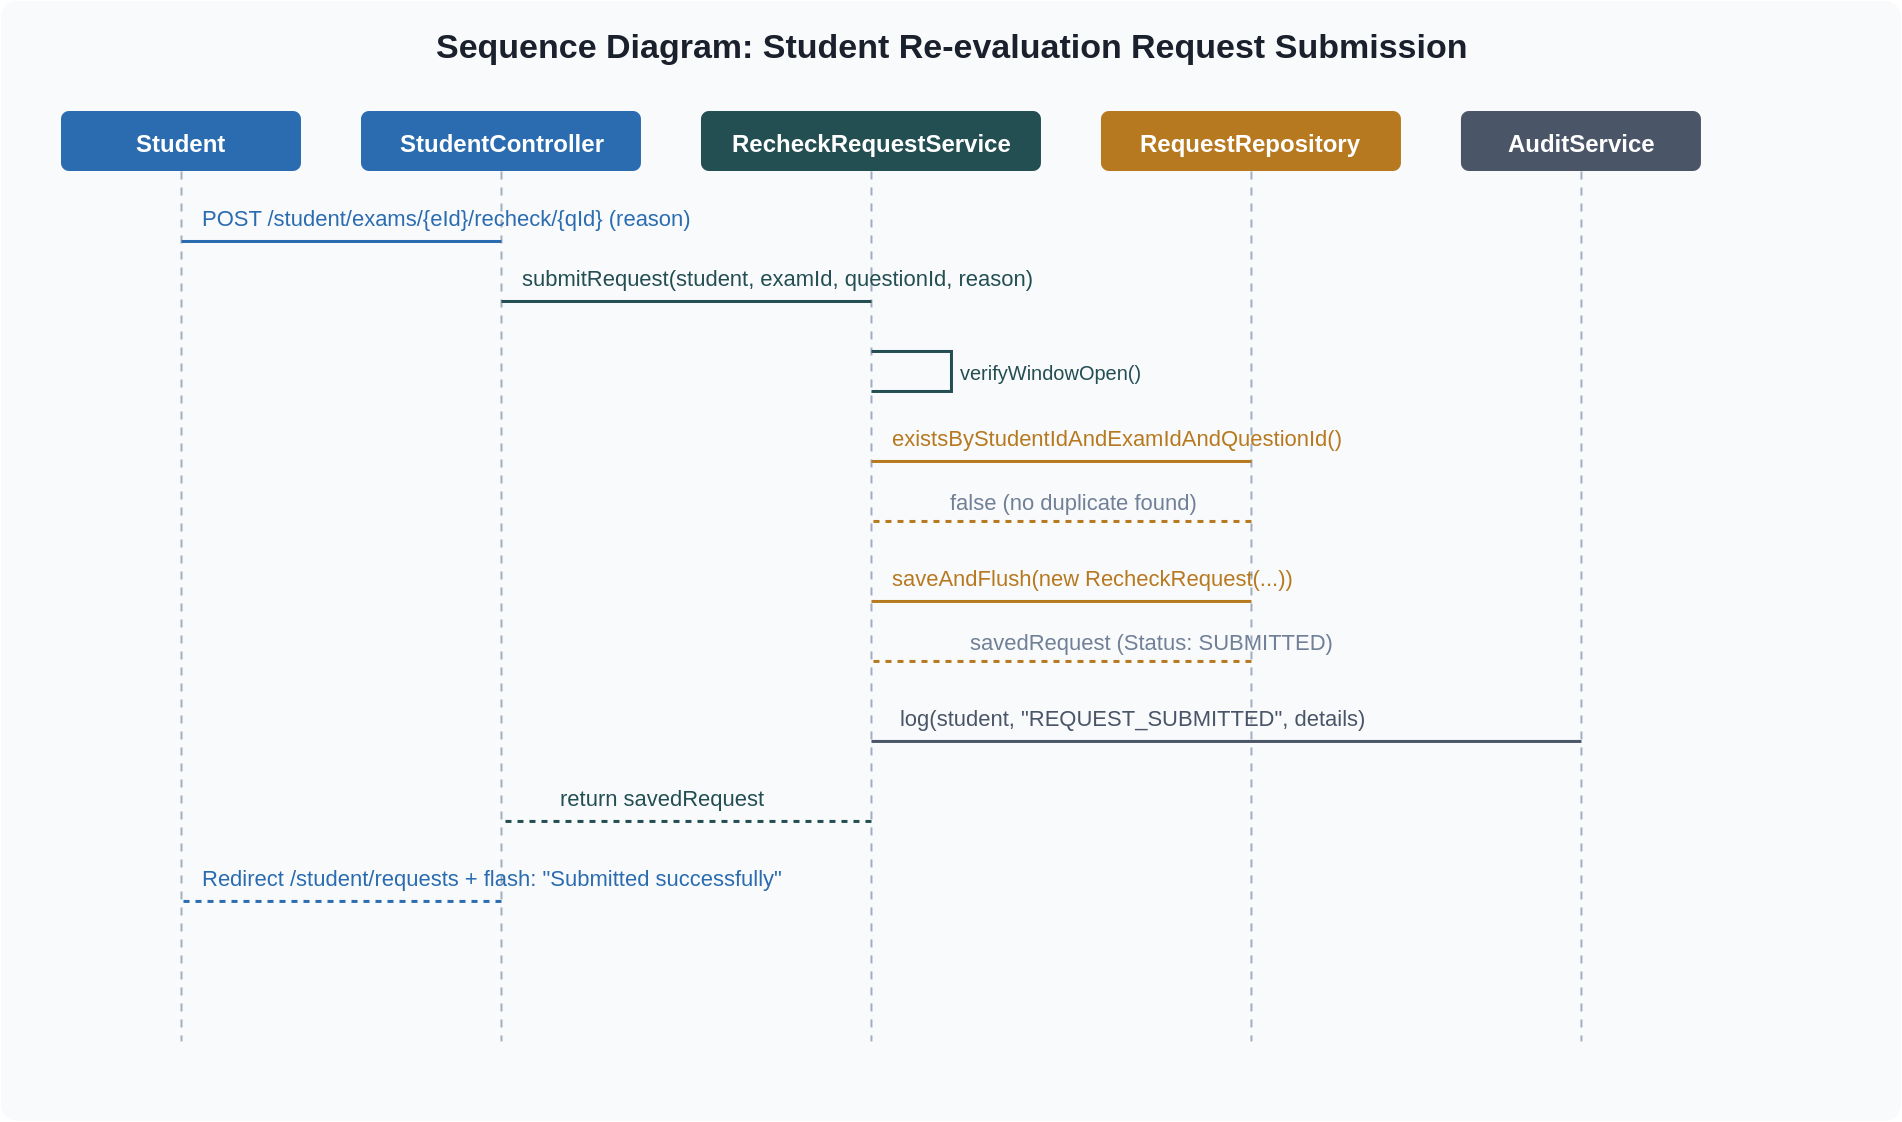 Sequence Diagram: Student Re-evaluation Request Submission
Student
StudentController
RecheckRequestService
RequestRepository
AuditService
POST /student/exams/{eId}/recheck/{qId} (reason)
submitRequest(student, examId, questionId, reason)
verifyWindowOpen()
existsByStudentIdAndExamIdAndQuestionId()
false (no duplicate found)
saveAndFlush(new RecheckRequest(...))
savedRequest (Status: SUBMITTED)
log(student, "REQUEST_SUBMITTED", details)
return savedRequest
Redirect /student/requests + flash: "Submitted successfully"